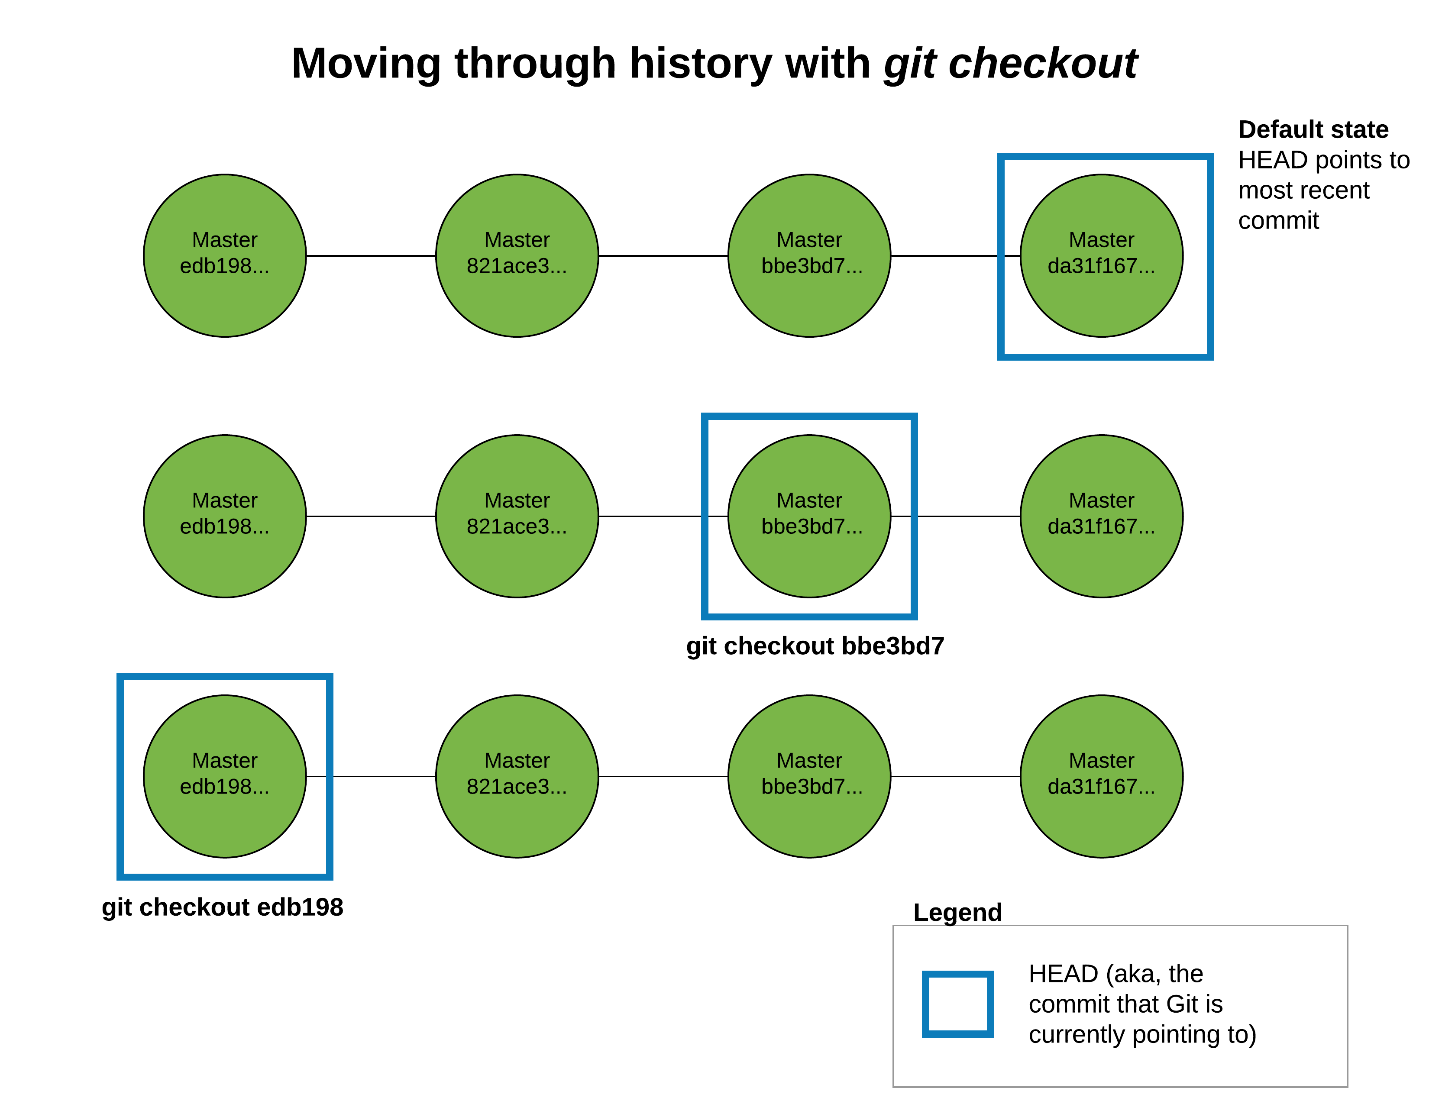 Moving through history with git checkout
Default state
HEAD points to
most recent
commit
Master
edb198...
Master
821ace3...
Master
bbe3bd7...
Master
da31f167...
Master
edb198...
Master
821ace3...
Master
bbe3bd7...
Master
da31f167...
git checkout bbe3bd7
Master
edb198...
Master
821ace3...
Master
bbe3bd7...
Master
da31f167...
git checkout edb198
Legend
HEAD (aka, the
commit that Git is
currently pointing to)